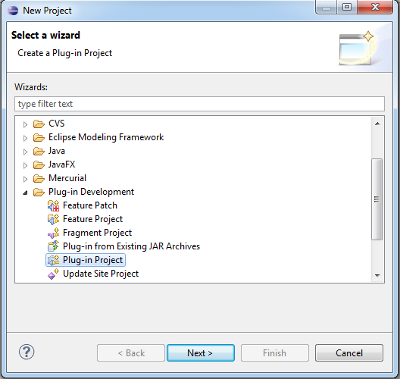 New Project
Select a wizard
Create a Plug-in Project
Wizards:
type filter text
CVS
Eclipse Modeling Framework
Java
JavaFX
Mercurial
Plug-in Development
Feature Patch
Feature Project
Fragment Project
Plug-in from Existing JAR Archives
Plug-in Project
Update Site Project
? < Back Next > Finish Cancel